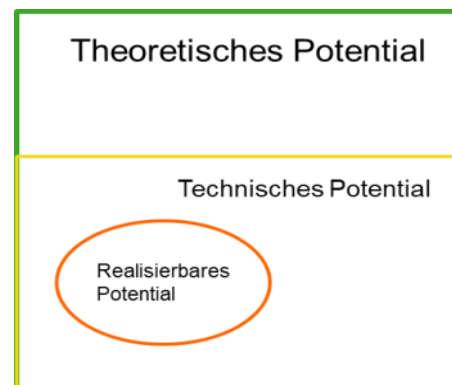 Theoretisches Potential
Technisches Potential
Realisierbares
Potential